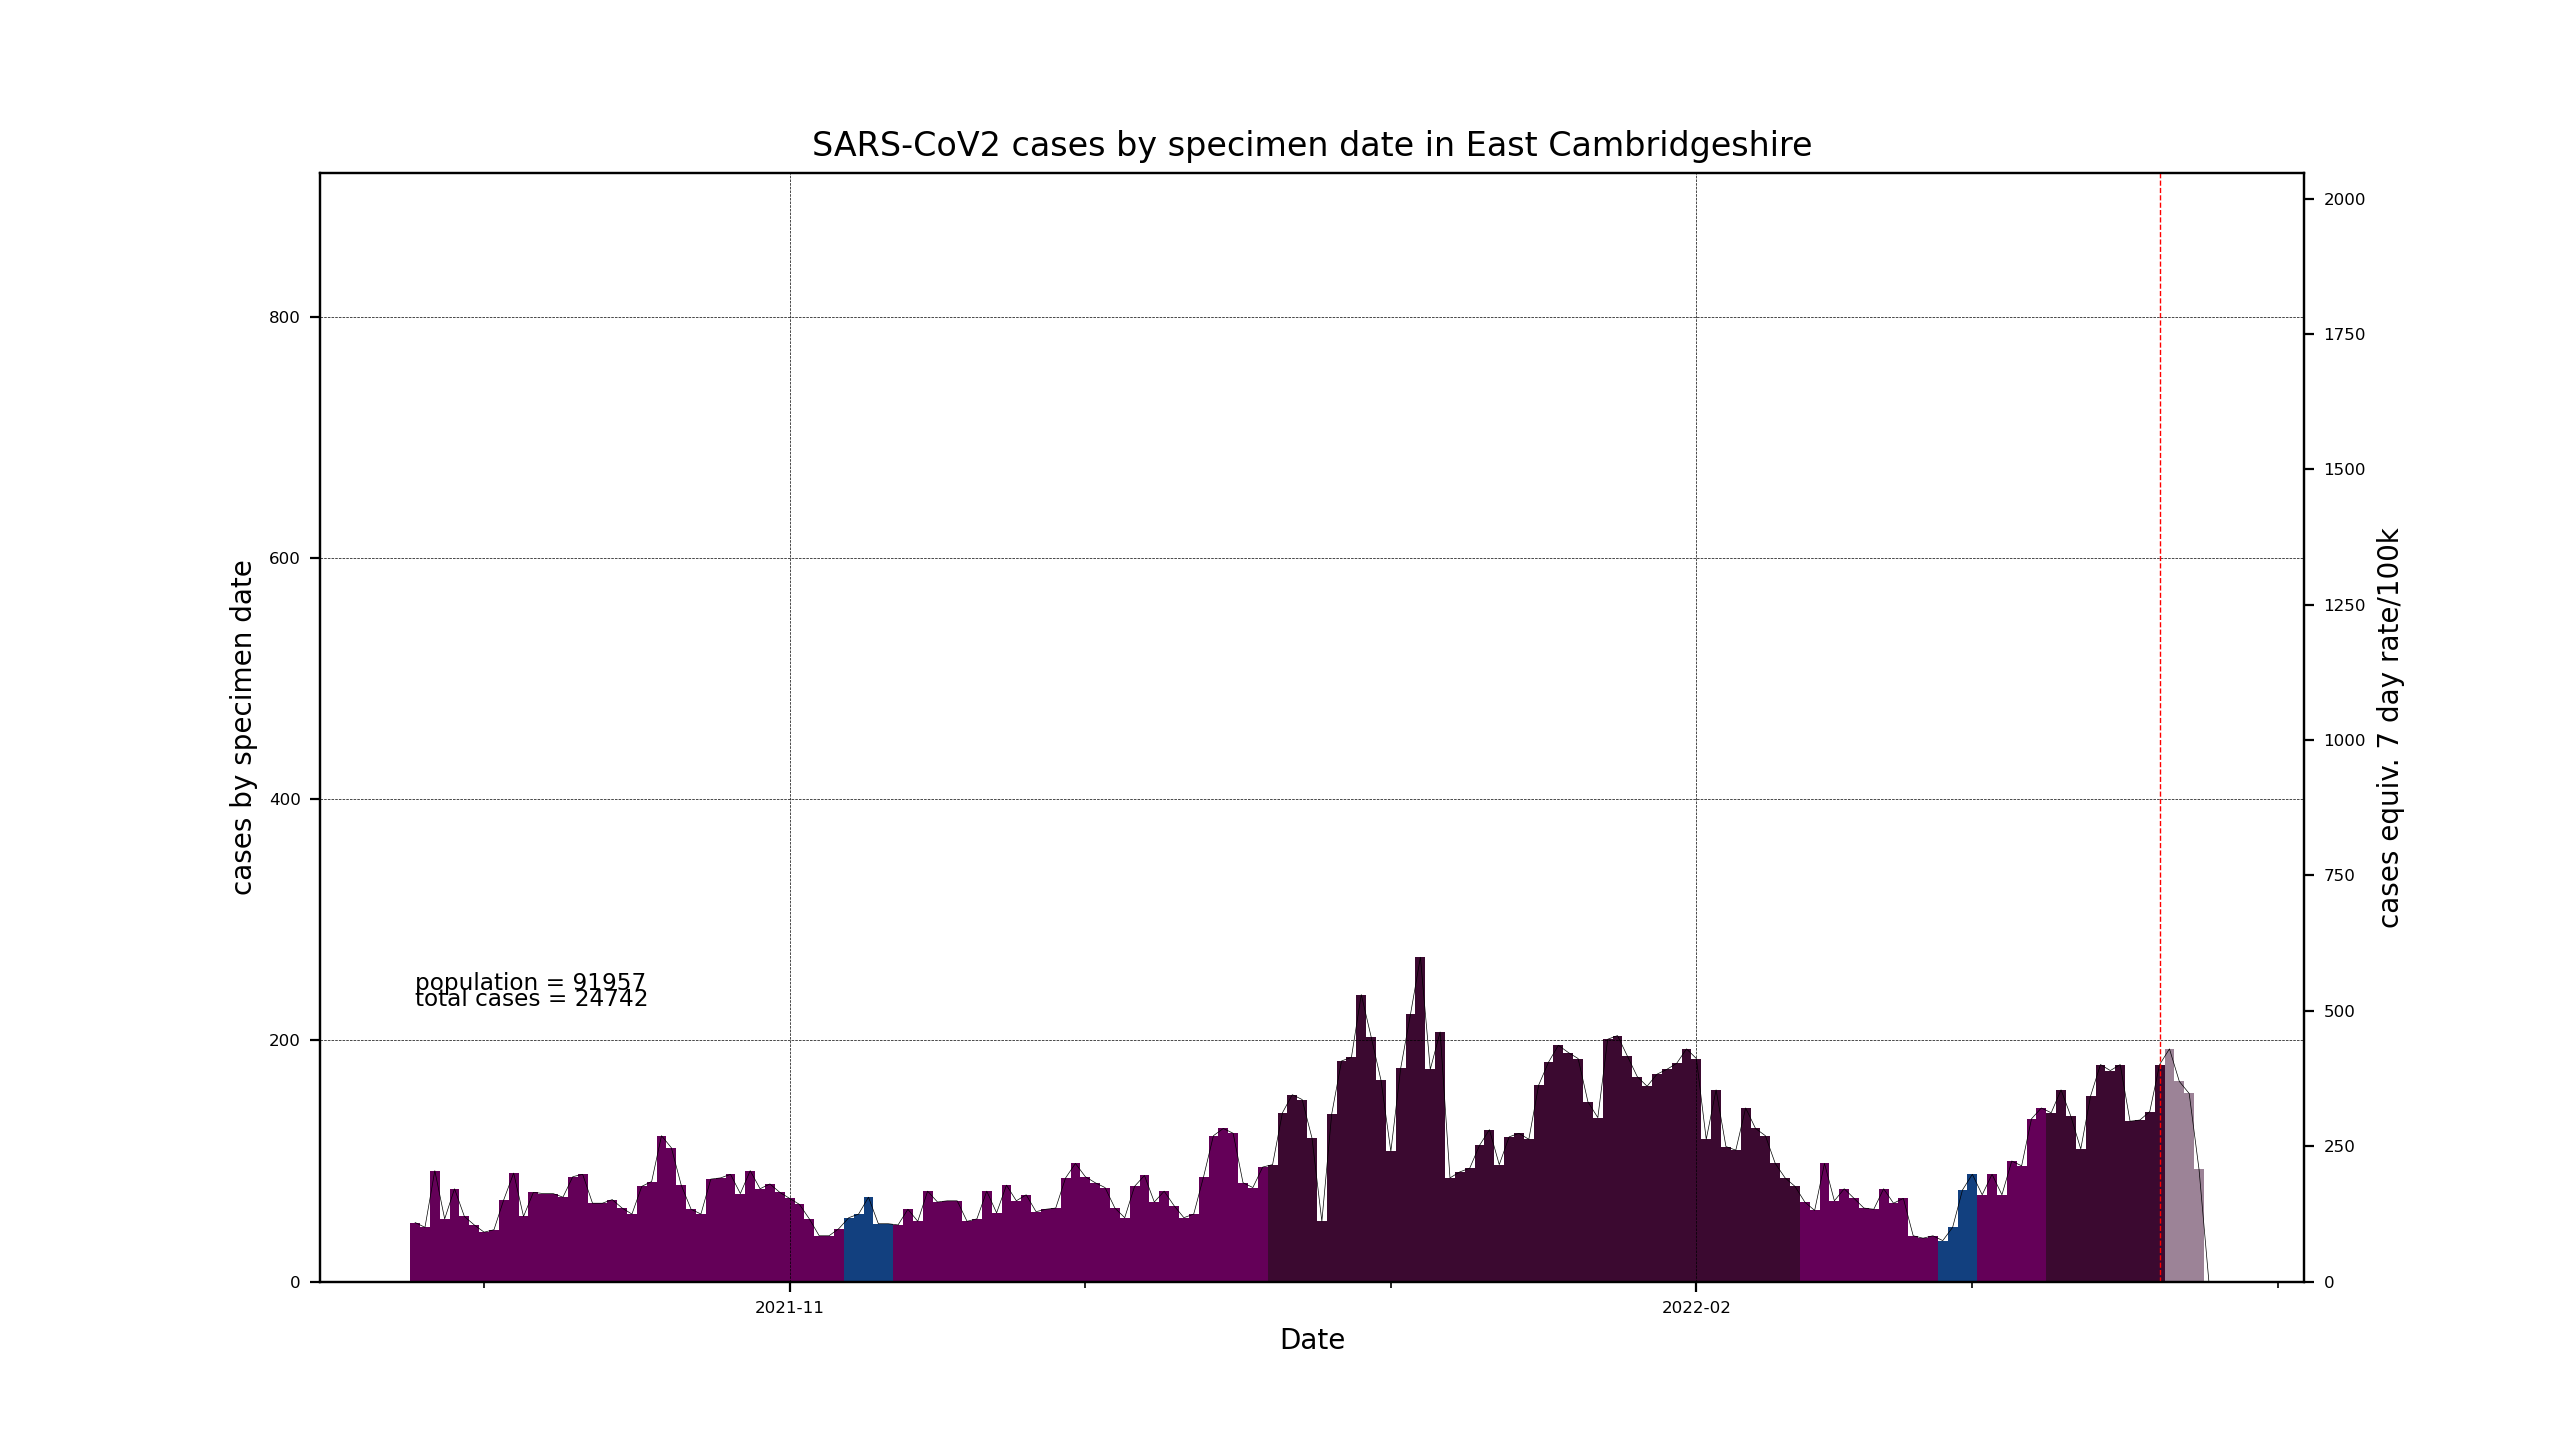 SARS-CoV2 cases by specimen date in East Cambridgeshire
cases by specimen date
800
600
400
200
0
population = 91957
total cases = 24742
2000
1750
1500
1250
1000
750
500
250
0
cases equiv. 7 day rate/100k
2021-11
2022-02
Date